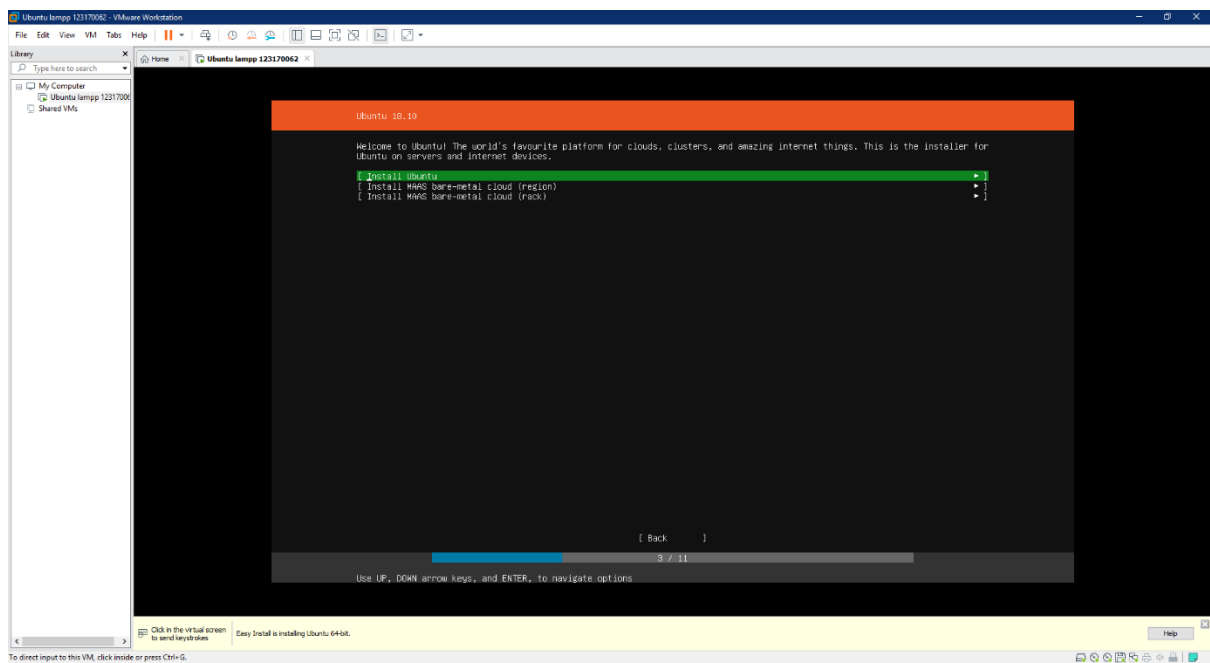 Ubuntu lampp 123170062 - VMware Workstation
File Edit View VM Tabs Help
Library
Type here to search
My Computer
Ubuntu lampp 12317006
Shared VMs
Home
Ubuntu lampp 123170062
Ubuntu 18.10
Welcome to Ubuntu! The world's favourite platform for clouds, clusters, and amazing internet things. This is the installer for
Ubuntu on servers and internet devices.
[ Install Ubuntu ► ]
[ Install MAAS bare-metal cloud (region) ► ]
[ Install MAAS bare-metal cloud (rack) ► ]
[ Back ]
3 / 11
Use UP, DOWN arrow keys, and ENTER, to navigate options
Click in the virtual screen
to send keystrokes
Easy Install is installing Ubuntu 64-bit.
Help
To direct input to this VM, click inside or press Ctrl+G.